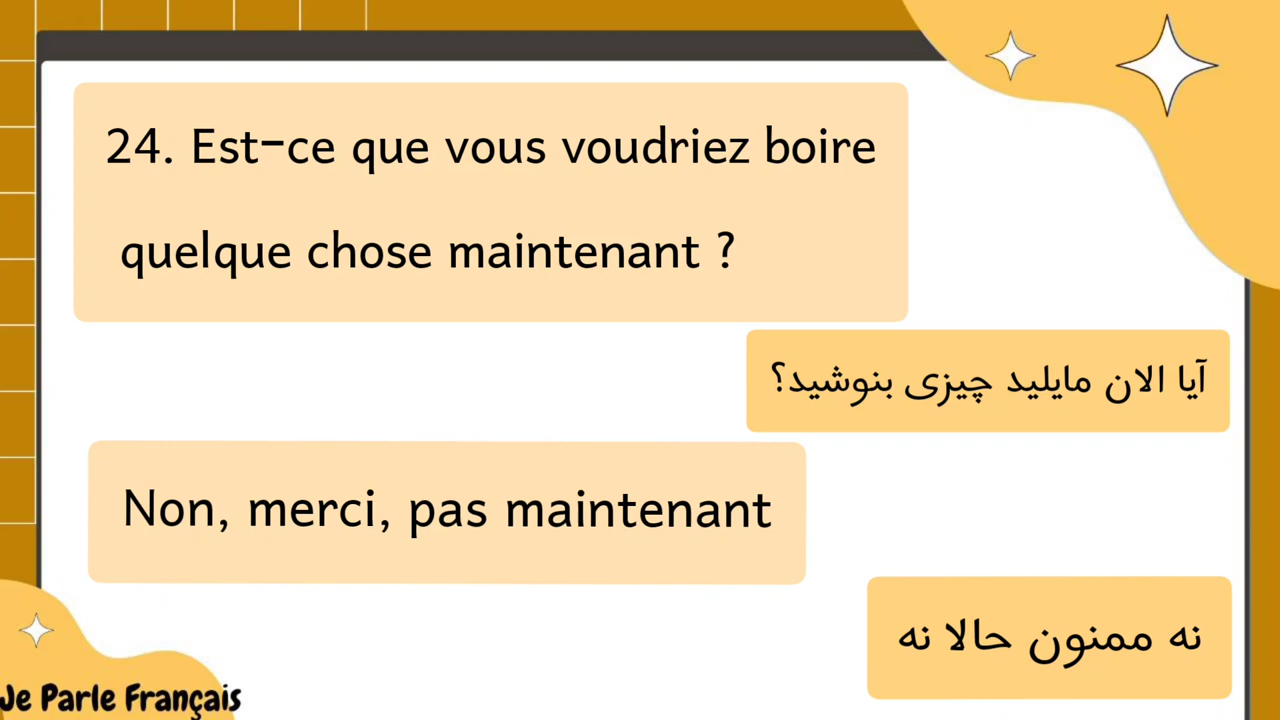 24. Est-ce que vous voudriez boire
quelque chose maintenant ?
آیا الان مایلید چیزی بنوشید؟
Non, merci, pas maintenant
نه ممنون حالا نه
Je Parle Français